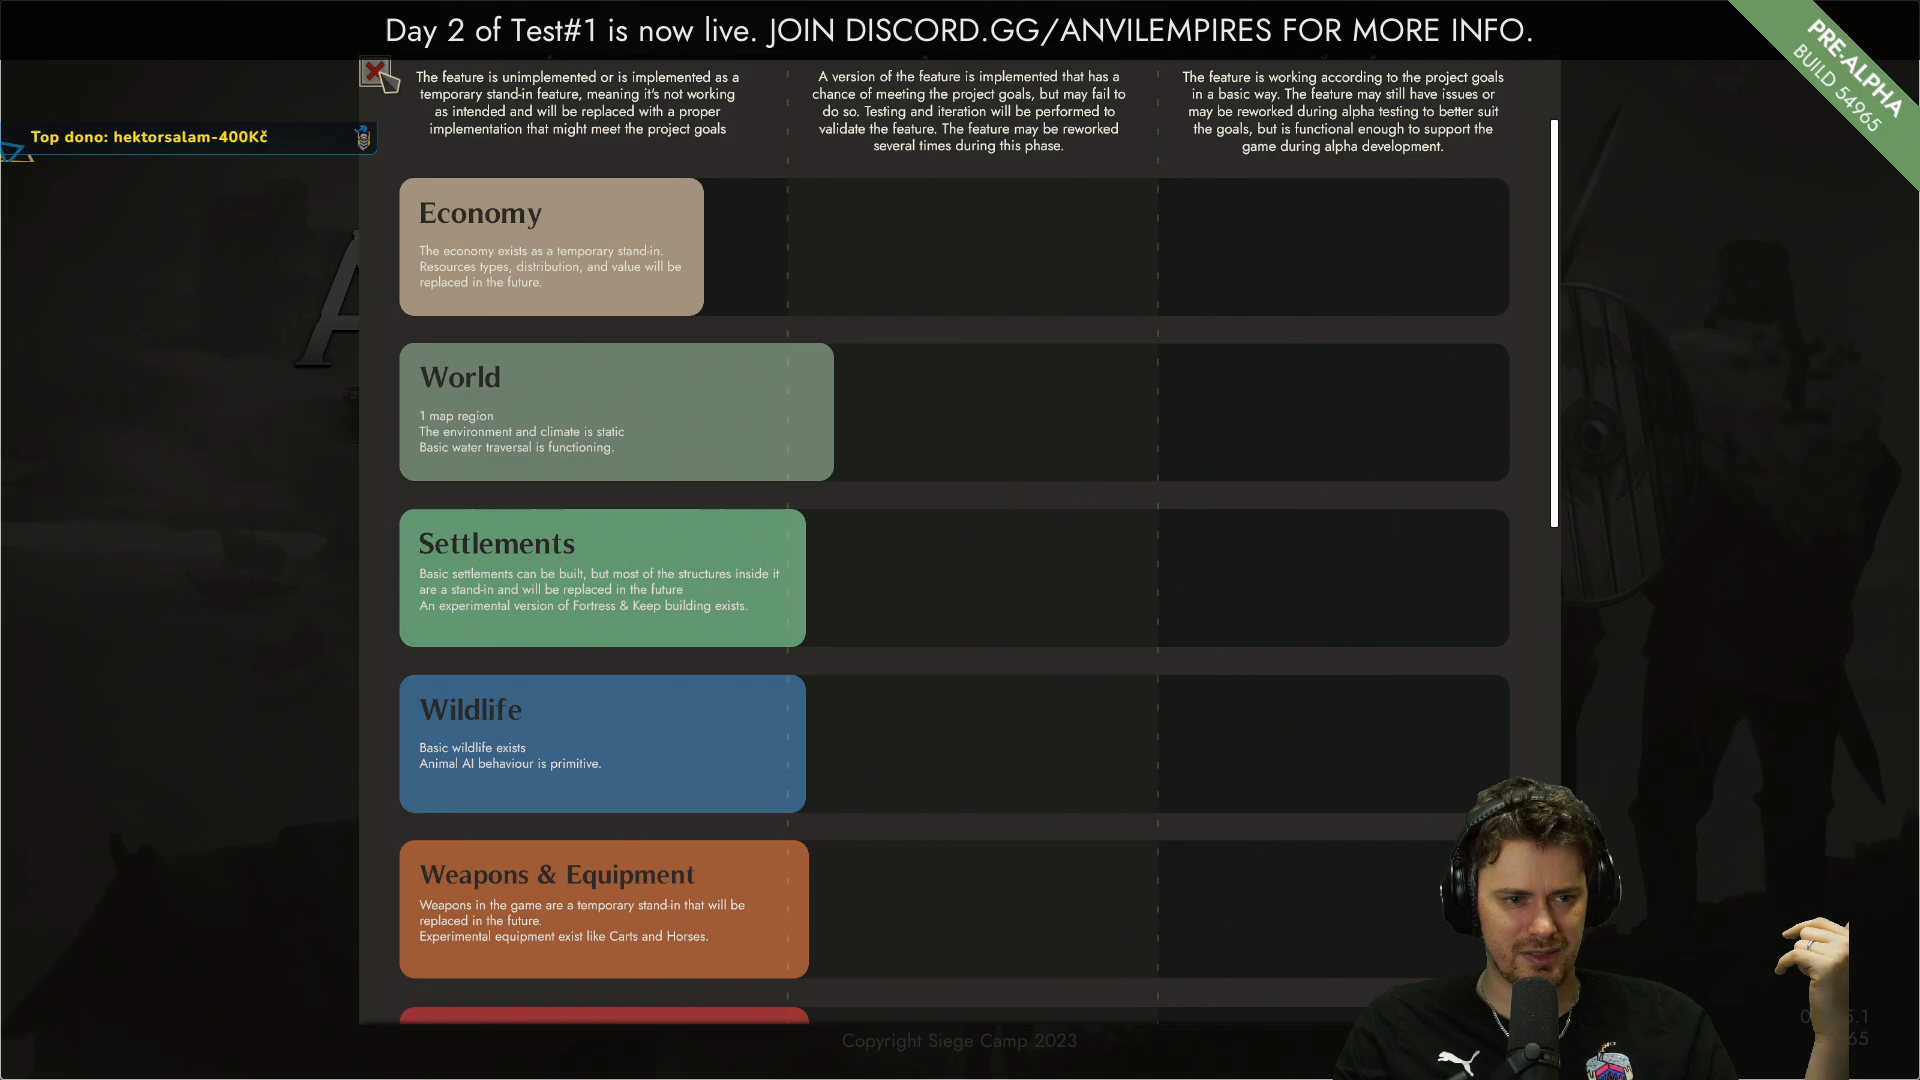 Day 2 of Test#1 is now live. JOIN DISCORD.GG/ANVILEMPIRES FOR MORE INFO.
PRE-ALPHA
BUILD 54965
Top dono: hektorsalam-400Kč
The feature is unimplemented or is implemented as a
temporary stand-in feature, meaning it's not working
as intended and will be replaced with a proper
implementation that might meet the project goals
A version of the feature is implemented that has a
chance of meeting the project goals, but may fail to
do so. Testing and iteration will be performed to
validate the feature. The feature may be reworked
several times during this phase.
The feature is working according to the project goals
in a basic way. The feature may still have issues or
may be reworked during alpha testing to better suit
the goals, but is functional enough to support the
game during alpha development.
Economy
The economy exists as a temporary stand-in.
Resources types, distribution, and value will be
replaced in the future.
World
1 map region
The environment and climate is static
Basic water traversal is functioning.
Settlements
Basic settlements can be built, but most of the structures inside it
are a stand-in and will be replaced in the future
An experimental version of Fortress & Keep building exists.
Wildlife
Basic wildlife exists
Animal AI behaviour is primitive.
Weapons & Equipment
Weapons in the game are a temporary stand-in that will be
replaced in the future.
Experimental equipment exist like Carts and Horses.
Copyright Siege Camp 2023